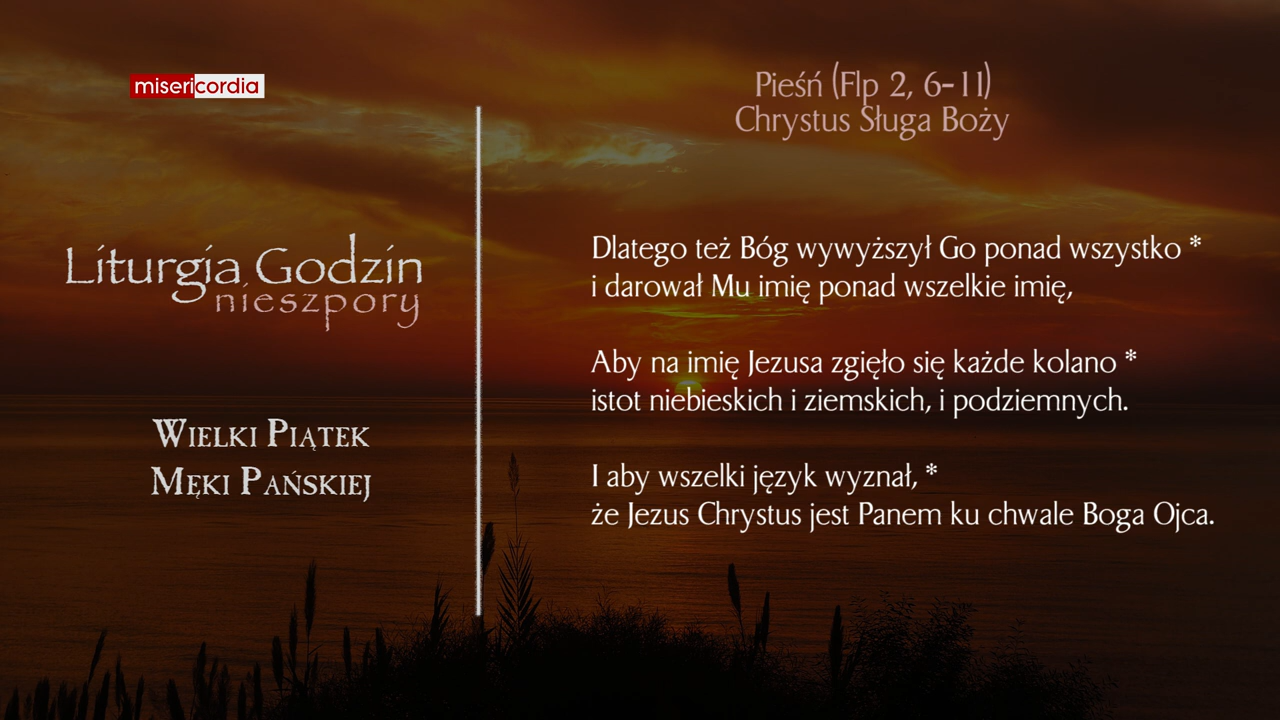 misericordia
Liturgia Godzin
nieszpory
Wielki Piątek
Męki Pańskiej
Pieśń (Flp 2, 6-11)
Chrystus Sługa Boży
Dlatego też Bóg wywyższył Go ponad wszystko *
i darował Mu imię ponad wszelkie imię,
Aby na imię Jezusa zgięło się każde kolano *
istot niebieskich i ziemskich, i podziemnych.
I aby wszelki język wyznał, *
że Jezus Chrystus jest Panem ku chwale Boga Ojca.